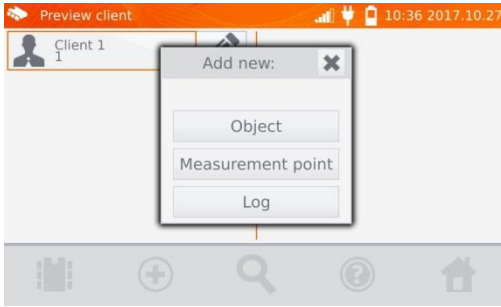 Preview client
10:36 2017.10.27
Client 1
1
Add new:
Object
Measurement point
Log